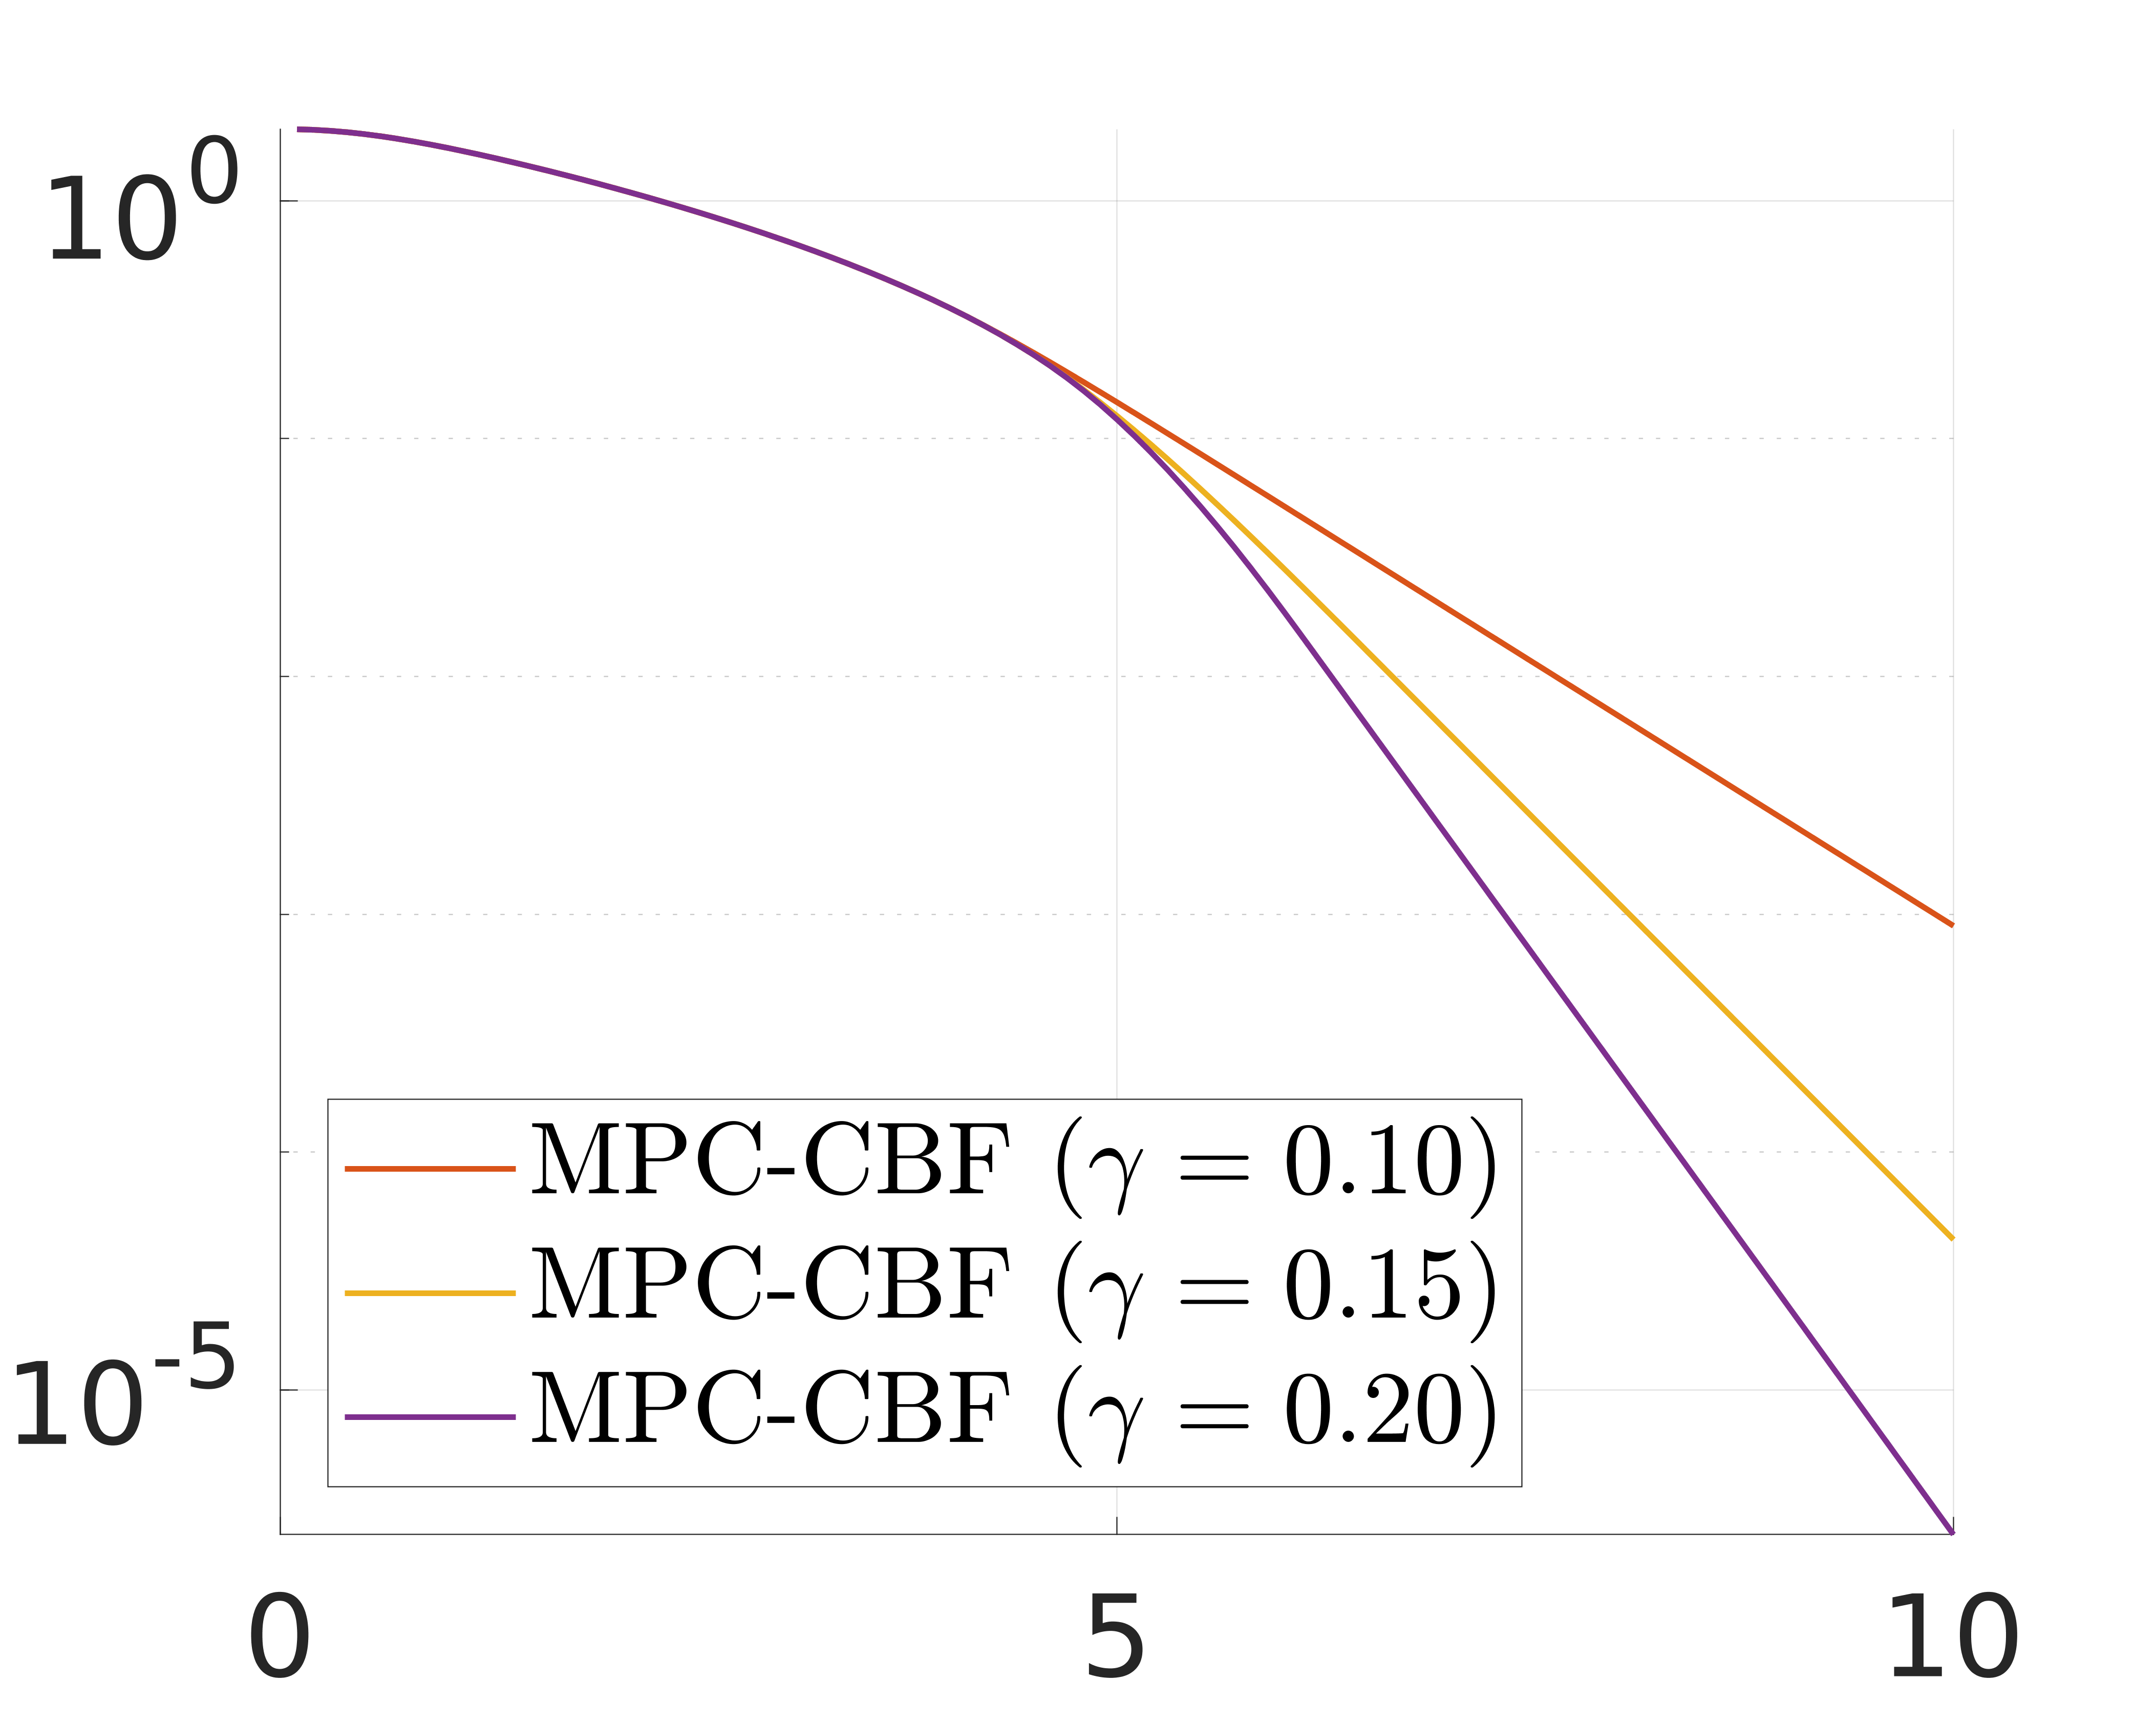 10^0
MPC-CBF (γ = 0.10)
MPC-CBF (γ = 0.15)
10^-5
MPC-CBF (γ = 0.20)
0 5 10